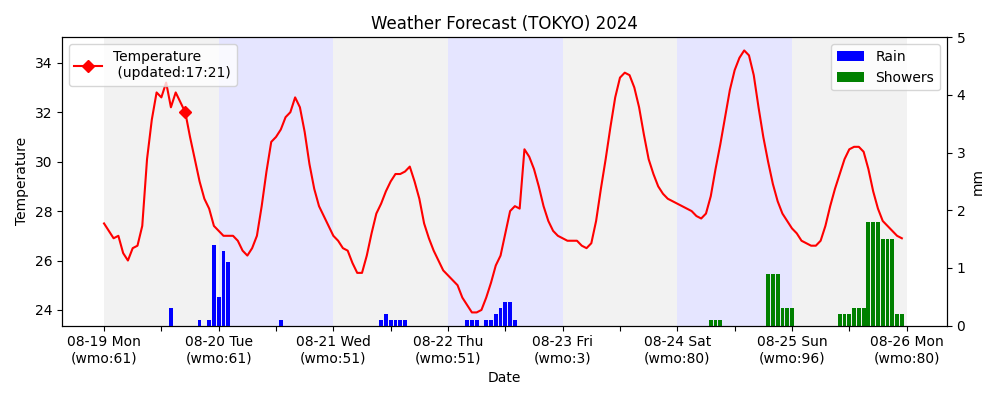 Weather Forecast (TOKYO) 2024
Temperature
(updated:17:21)
Rain
Showers
34
32
30
28
26
24
Temperature
5
4
3
2
1
0
mm
08-19 Mon
(wmo:61)
08-20 Tue
(wmo:61)
08-21 Wed
(wmo:51)
08-22 Thu
(wmo:51)
08-23 Fri
(wmo:3)
08-24 Sat
(wmo:80)
08-25 Sun
(wmo:96)
08-26 Mon
(wmo:80)
Date